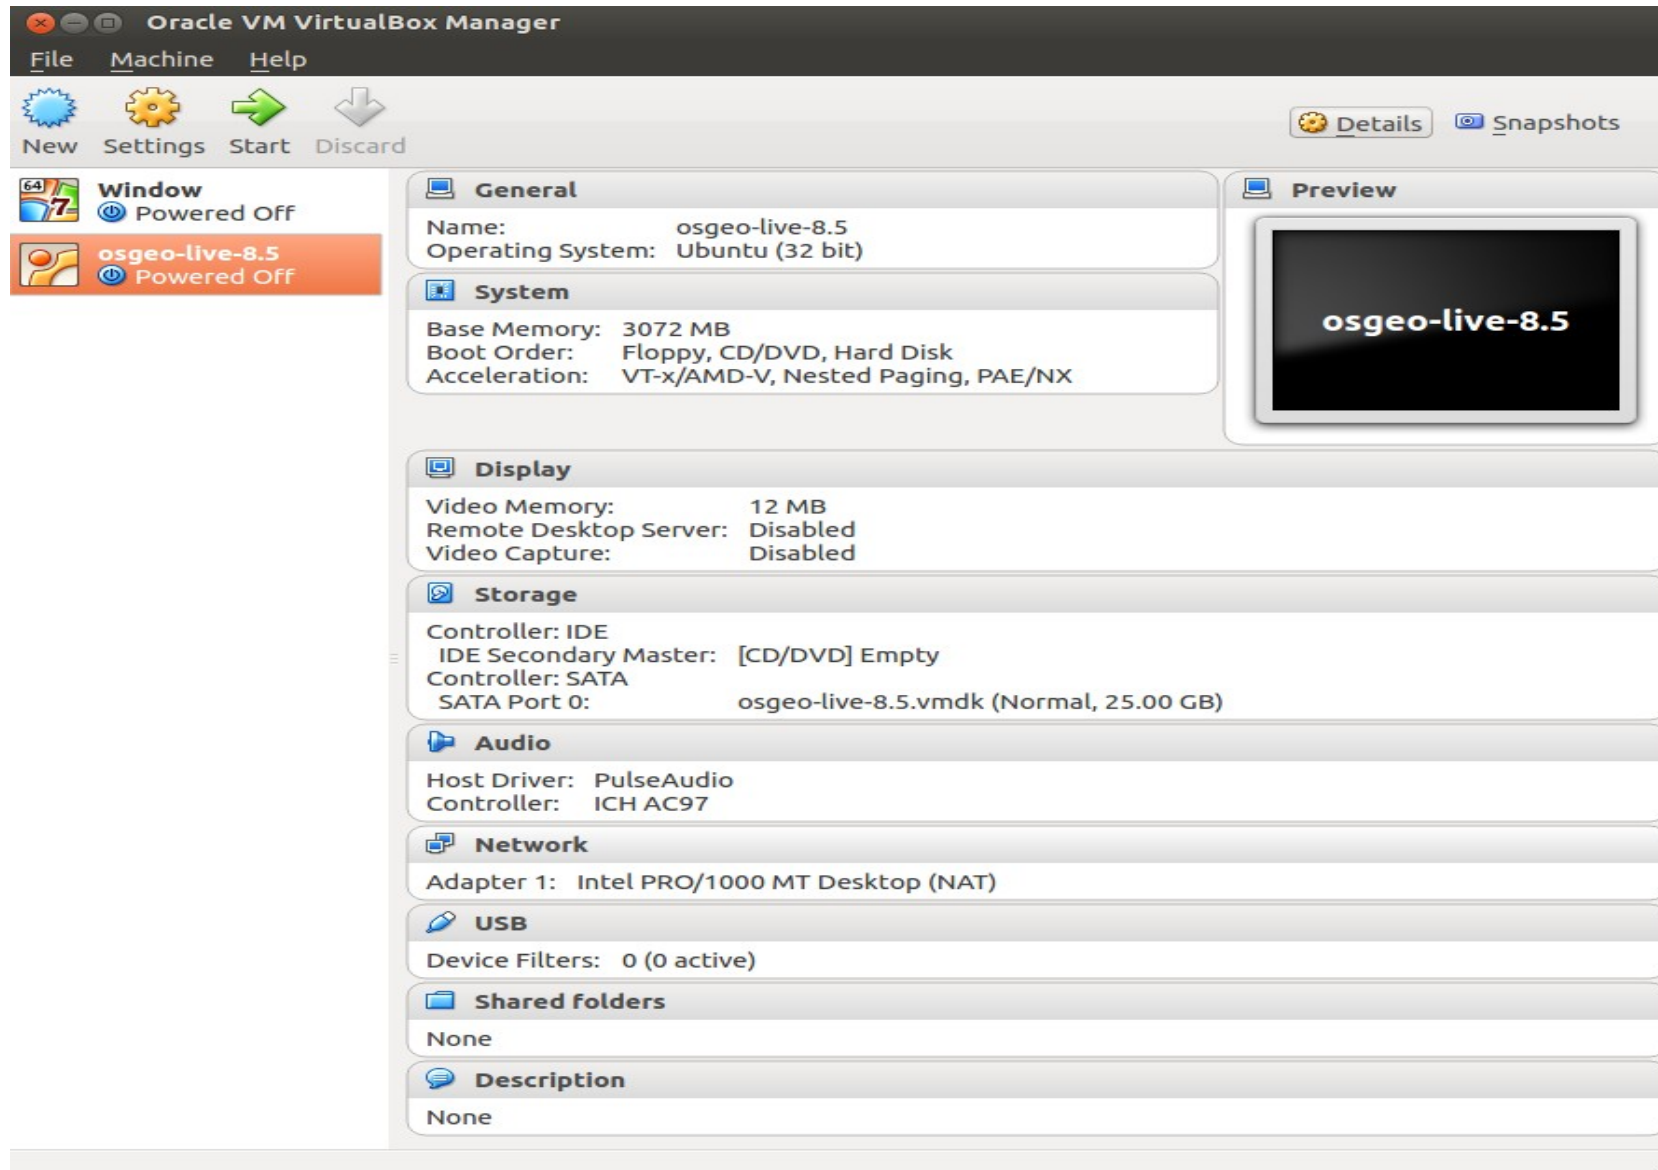 Oracle VM VirtualBox Manager
File Machine Help
New Settings Start Discard
Details Snapshots
64 7 Window
Powered Off
osgeo-live-8.5
Powered Off
General
Name: osgeo-live-8.5
Operating System: Ubuntu (32 bit)
System
Base Memory: 3072 MB
Boot Order: Floppy, CD/DVD, Hard Disk
Acceleration: VT-x/AMD-V, Nested Paging, PAE/NX
Preview
osgeo-live-8.5
Display
Video Memory: 12 MB
Remote Desktop Server: Disabled
Video Capture: Disabled
Storage
Controller: IDE
IDE Secondary Master: [CD/DVD] Empty
Controller: SATA
SATA Port 0: osgeo-live-8.5.vmdk (Normal, 25.00 GB)
Audio
Host Driver: PulseAudio
Controller: ICH AC97
Network
Adapter 1: Intel PRO/1000 MT Desktop (NAT)
USB
Device Filters: 0 (0 active)
Shared folders
None
Description
None